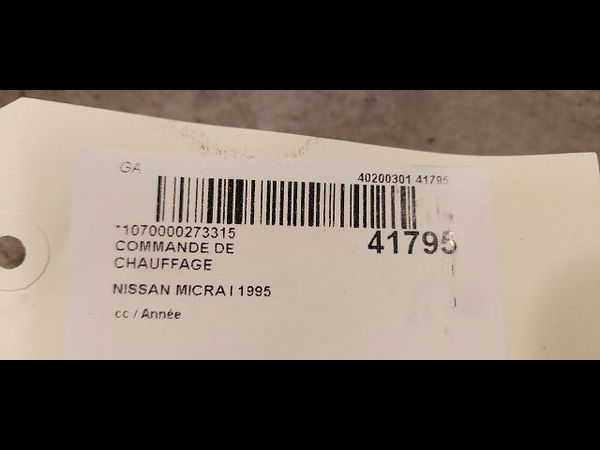 GA
40200301 41795
*1070000273315
41795
COMMANDE DE
CHAUFFAGE
NISSAN MICRA I 1995
cc / Année